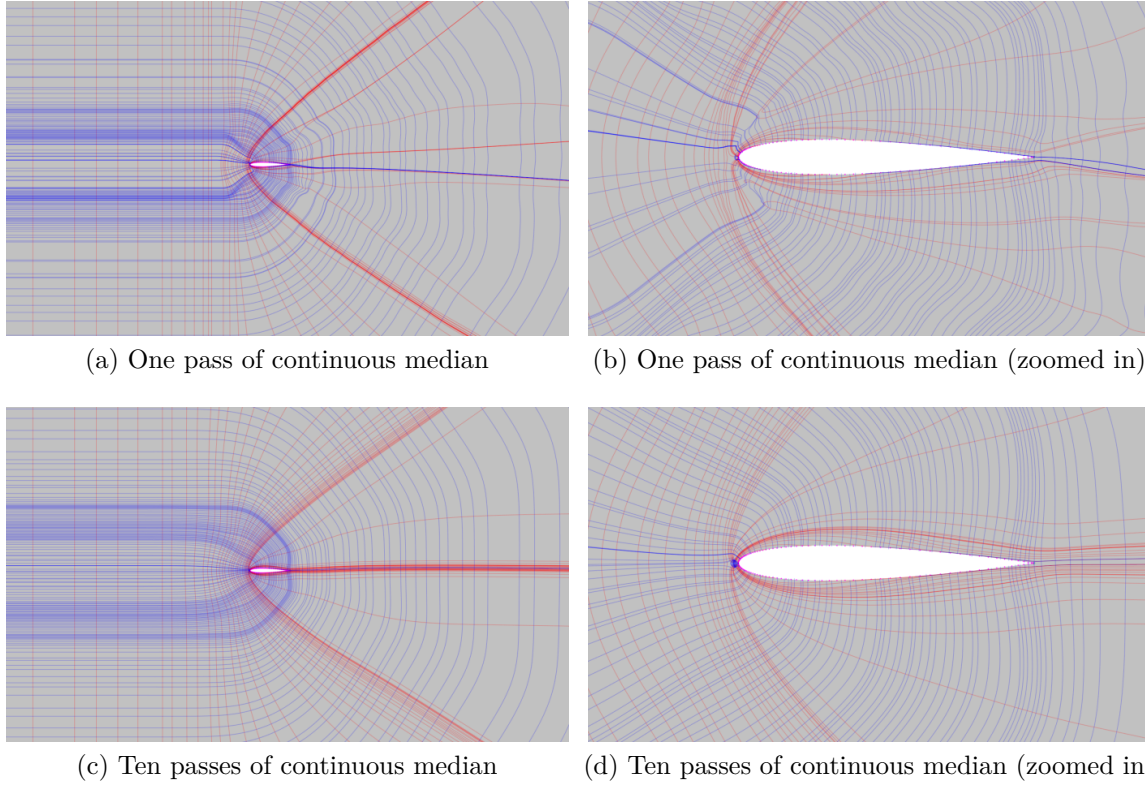 (a) One pass of continuous median
(b) One pass of continuous median (zoomed in)
(c) Ten passes of continuous median
(d) Ten passes of continuous median (zoomed in